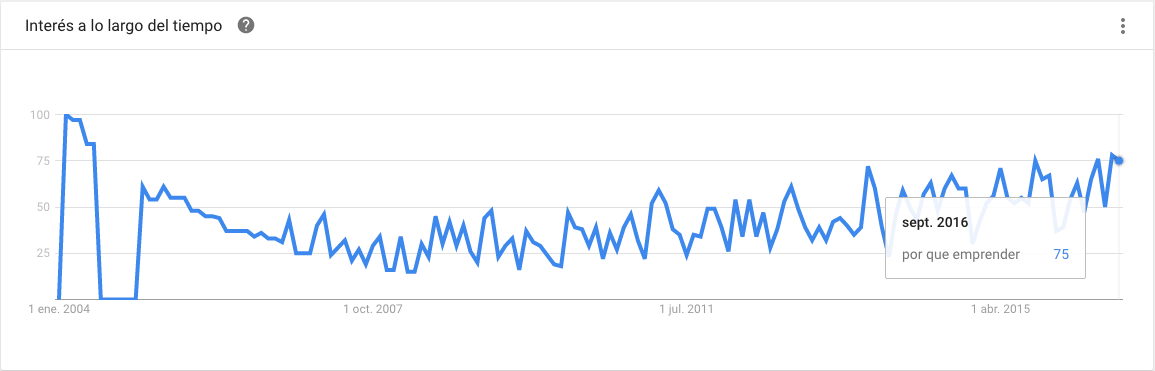 Interés a lo largo del tiempo ?
100
75
50
25
sept. 2016
por que emprender 75
1 ene. 2004 1 oct. 2007 1 jul. 2011 1 abr. 2015